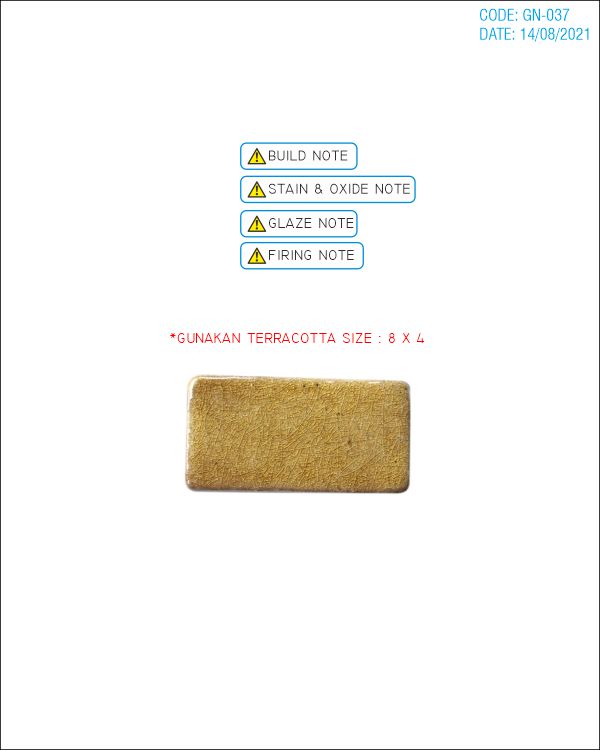 CODE: GN-037
DATE: 14/08/2021
BUILD NOTE
STAIN & OXIDE NOTE
GLAZE NOTE
FIRING NOTE
*GUNAKAN TERRACOTTA SIZE : 8 X 4